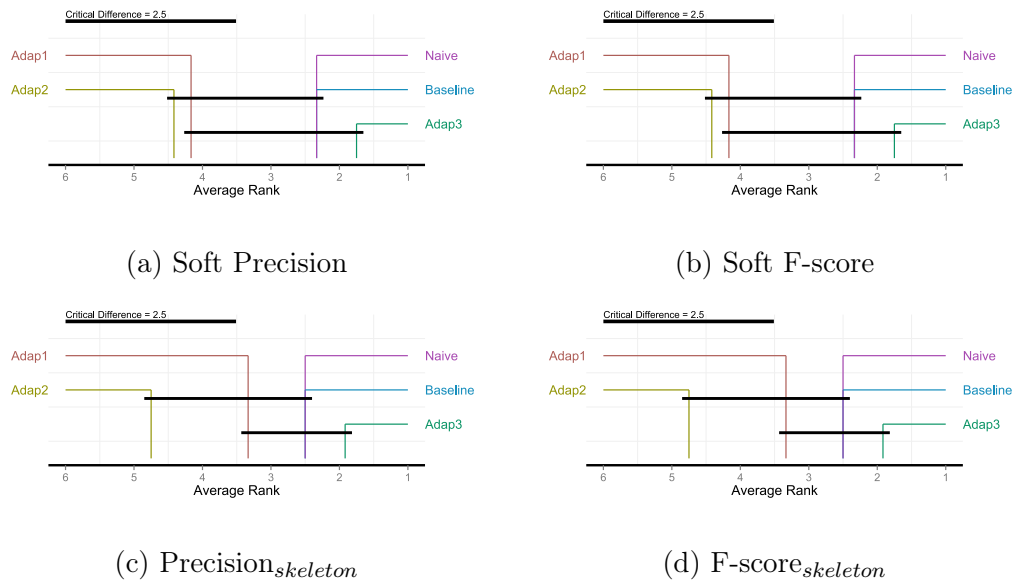 Critical Difference = 2.5
Adap1
Naive
Adap2
Baseline
Adap3
6 5 4 3 2 1
Average Rank
(a) Soft Precision
Critical Difference = 2.5
Adap1
Naive
Adap2
Baseline
Adap3
6 5 4 3 2 1
Average Rank
(b) Soft F-score
Critical Difference = 2.5
Adap1
Naive
Adap2
Baseline
Adap3
6 5 4 3 2 1
Average Rank
(c) Precision_skeleton
Critical Difference = 2.5
Adap1
Naive
Adap2
Baseline
Adap3
6 5 4 3 2 1
Average Rank
(d) F-score_skeleton